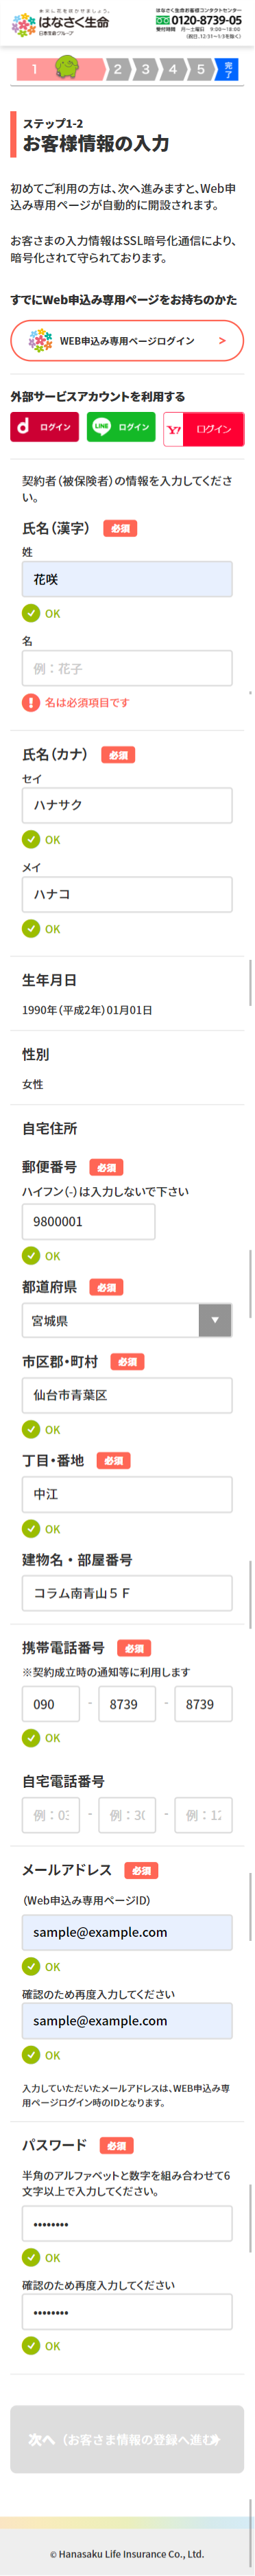 あしたに花を咲かせましょう。
はなさく生命
日本生命グループ
はなさく生命お客様コンタクトセンター
0120-8739-05
受付時間 月～土曜日 9:00～18:00
(祝日、12/31～1/3を除く)
1 2 3 4 5 完了
ステップ1-2
お客様情報の入力
初めてご利用の方は、次へ進みますと、Web申
込み専用ページが自動的に開設されます。
お客さまの入力情報はSSL暗号化通信により、
暗号化されて守られております。
すでにWeb申込み専用ページをお持ちのかた
WEB申込み専用ページログイン >
外部サービスアカウントを利用する
d ログイン LINE ログイン Y! ログイン
契約者（被保険者）の情報を入力してくださ
い。
氏名（漢字） 必須
姓
花咲
OK
名
例：花子
名は必須項目です
氏名（カナ） 必須
セイ
ハナサク
OK
メイ
ハナコ
OK
生年月日
1990年（平成2年）01月01日
性別
女性
自宅住所
郵便番号 必須
ハイフン（-）は入力しないで下さい
9800001
OK
都道府県 必須
宮城県
市区郡・町村 必須
仙台市青葉区
OK
丁目・番地 必須
中江
OK
建物名・部屋番号
コラム南青山５Ｆ
携帯電話番号 必須
※契約成立時の通知等に利用します
090 - 8739 - 8739
OK
自宅電話番号
例：03 - 例：30 - 例：12
メールアドレス 必須
（Web申込み専用ページID）
sample@example.com
OK
確認のため再度入力してください
sample@example.com
OK
入力していただいたメールアドレスは、WEB申込み専
用ページログイン時のIDとなります。
パスワード 必須
半角のアルファベットと数字を組み合わせて6
文字以上で入力してください。
••••••••
OK
確認のため再度入力してください
••••••••
OK
次へ（お客さま情報の登録へ進む）
© Hanasaku Life Insurance Co., Ltd.